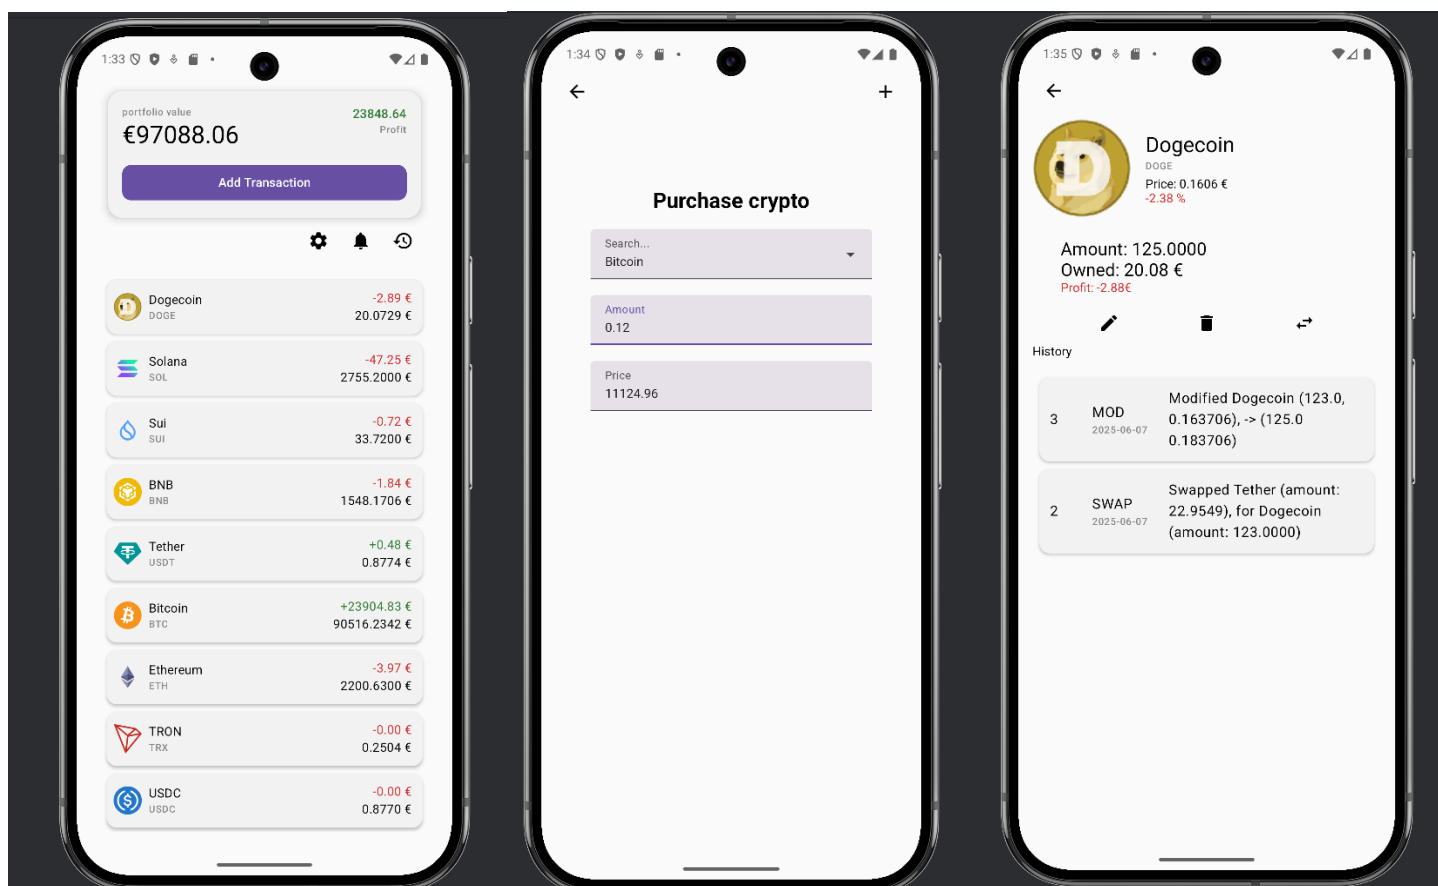 1:33
portfolio value
23848.64
€97088.06
Profit
Add Transaction
Dogecoin
-2.89 €
DOGE
20.0729 €
Solana
-47.25 €
SOL
2755.2000 €
Sui
-0.72 €
SUI
33.7200 €
BNB
-1.84 €
BNB
1548.1706 €
Tether
+0.48 €
USDT
0.8774 €
Bitcoin
+23904.83 €
BTC
90516.2342 €
Ethereum
-3.97 €
ETH
2200.6300 €
TRON
-0.00 €
TRX
0.2504 €
USDC
-0.00 €
USDC
0.8770 €
1:34
Purchase crypto
Search...
Bitcoin
Amount
0.12
Price
11124.96
1:35
Dogecoin
DOGE
Price: 0.1606 €
-2.38 %
Amount: 125.0000
Owned: 20.08 €
Profit: -2.88€
History
3
MOD
2025-06-07
Modified Dogecoin (123.0,
0.163706), -> (125.0
0.183706)
2
SWAP
2025-06-07
Swapped Tether (amount:
22.9549), for Dogecoin
(amount: 123.0000)